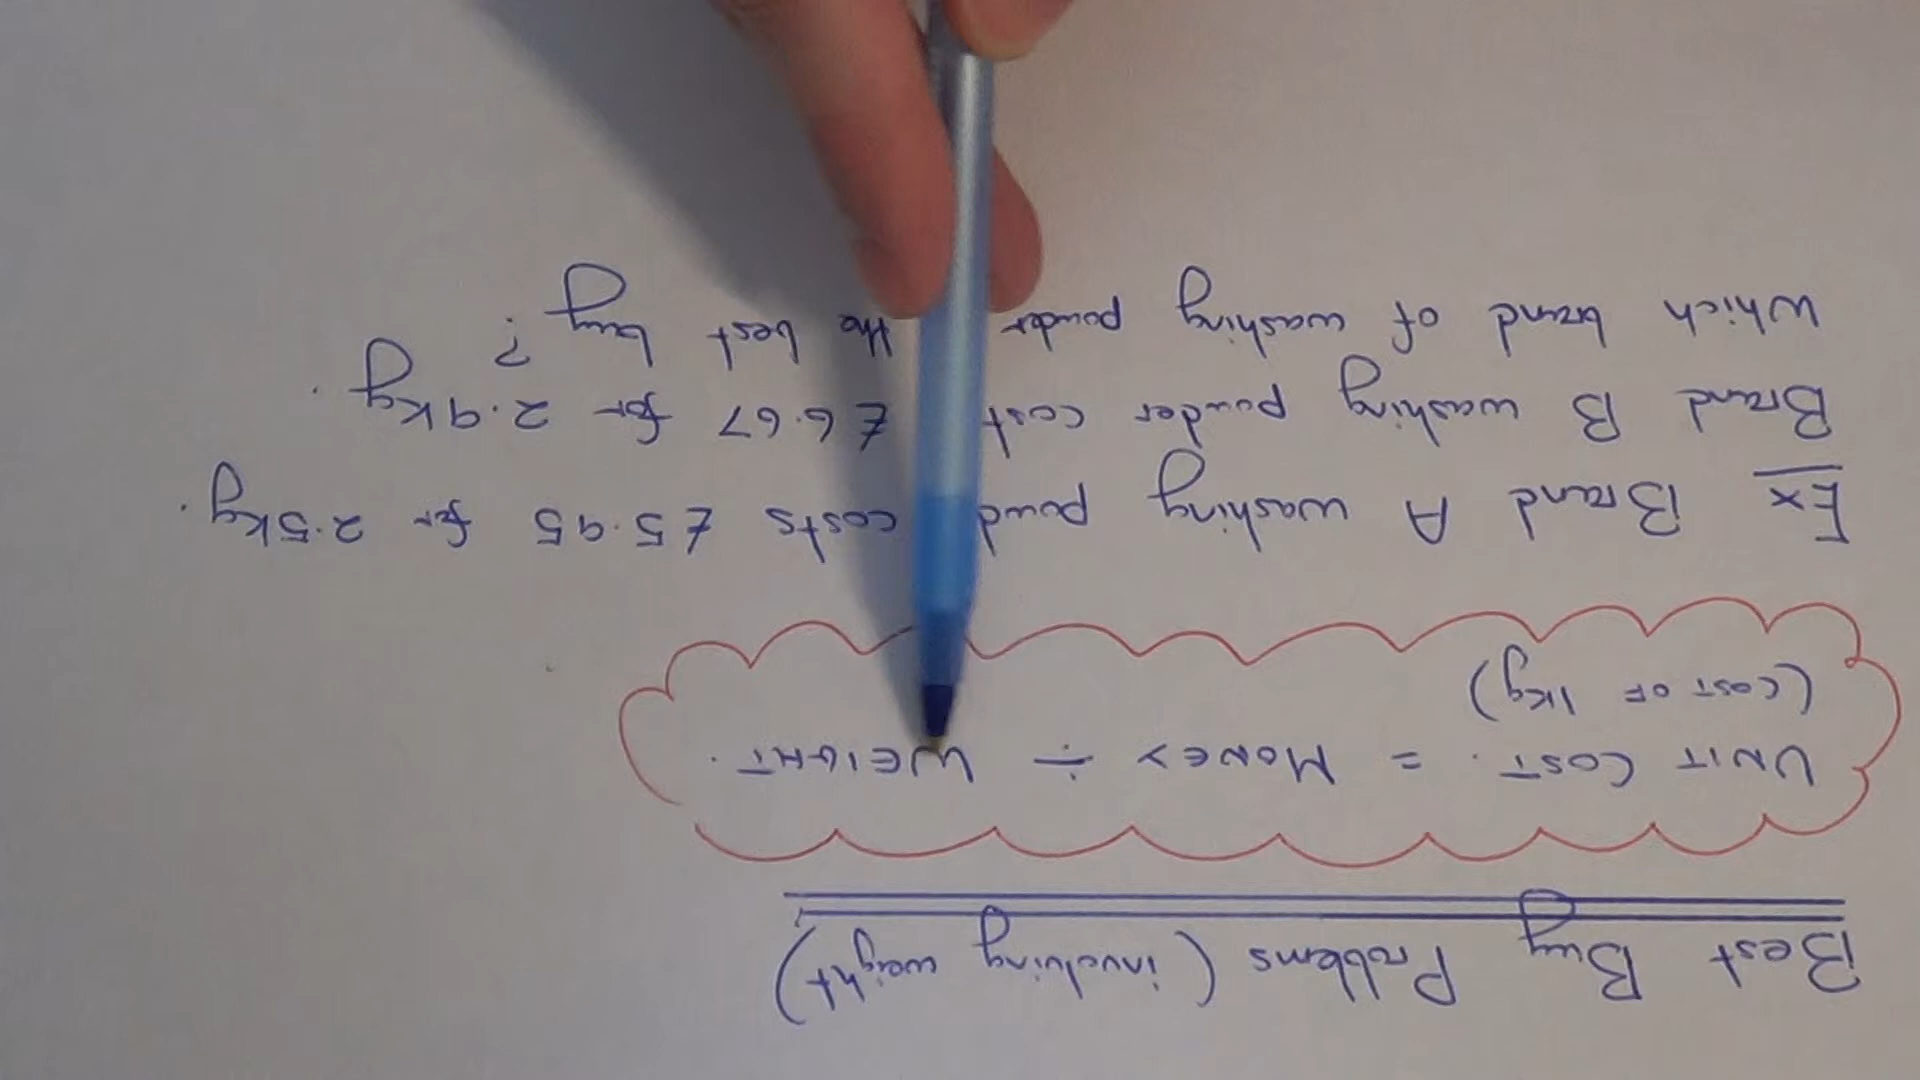 Best Buy Problems (involving weight)
UNIT COST. = MONEY ÷ WEIGHT.
(COST OF 1kg)
Ex Brand A washing powd costs £5.95 for 2.5kg.
Brand B washing powder cost £6.67 for 2.9kg.
Which brand of washing powder the best buy?